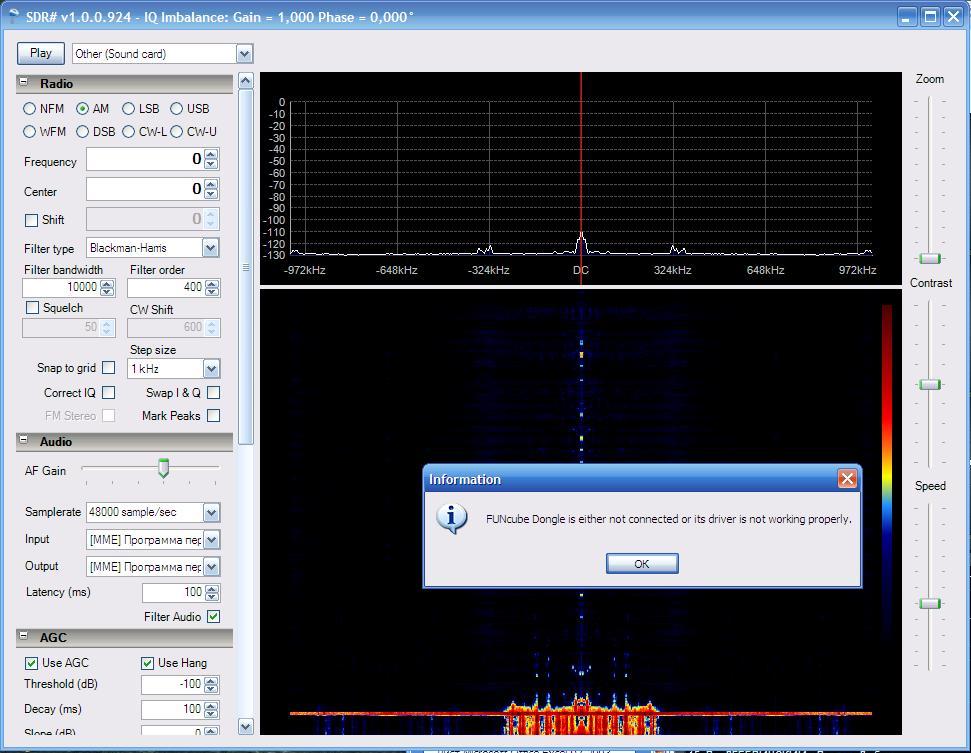 SDR# v1.0.0.924 - IQ Imbalance: Gain = 1,000 Phase = 0,000°
Play
Other (Sound card)
Radio
NFM AM LSB USB
WFM DSB CW-L CW-U
Frequency 0
Center 0
Shift 0
Filter type Blackman-Harris
Filter bandwidth Filter order
10000 400
Squelch CW Shift
50 600
Step size
Snap to grid 1 kHz
Correct IQ Swap I & Q
FM Stereo Mark Peaks
Audio
AF Gain
Samplerate 48000 sample/sec
Input [MME] Программа пер
Output [MME] Программа пер
Latency (ms) 100
Filter Audio
AGC
Use AGC Use Hang
Threshold (dB) -100
Decay (ms) 100
Slope (dB) 0
0
-10
-20
-30
-40
-50
-60
-70
-80
-90
-100
-110
-120
-130
-972kHz -648kHz -324kHz DC 324kHz 648kHz 972kHz
Information
FUNcube Dongle is either not connected or its driver is not working properly.
OK
Zoom
Contrast
Speed